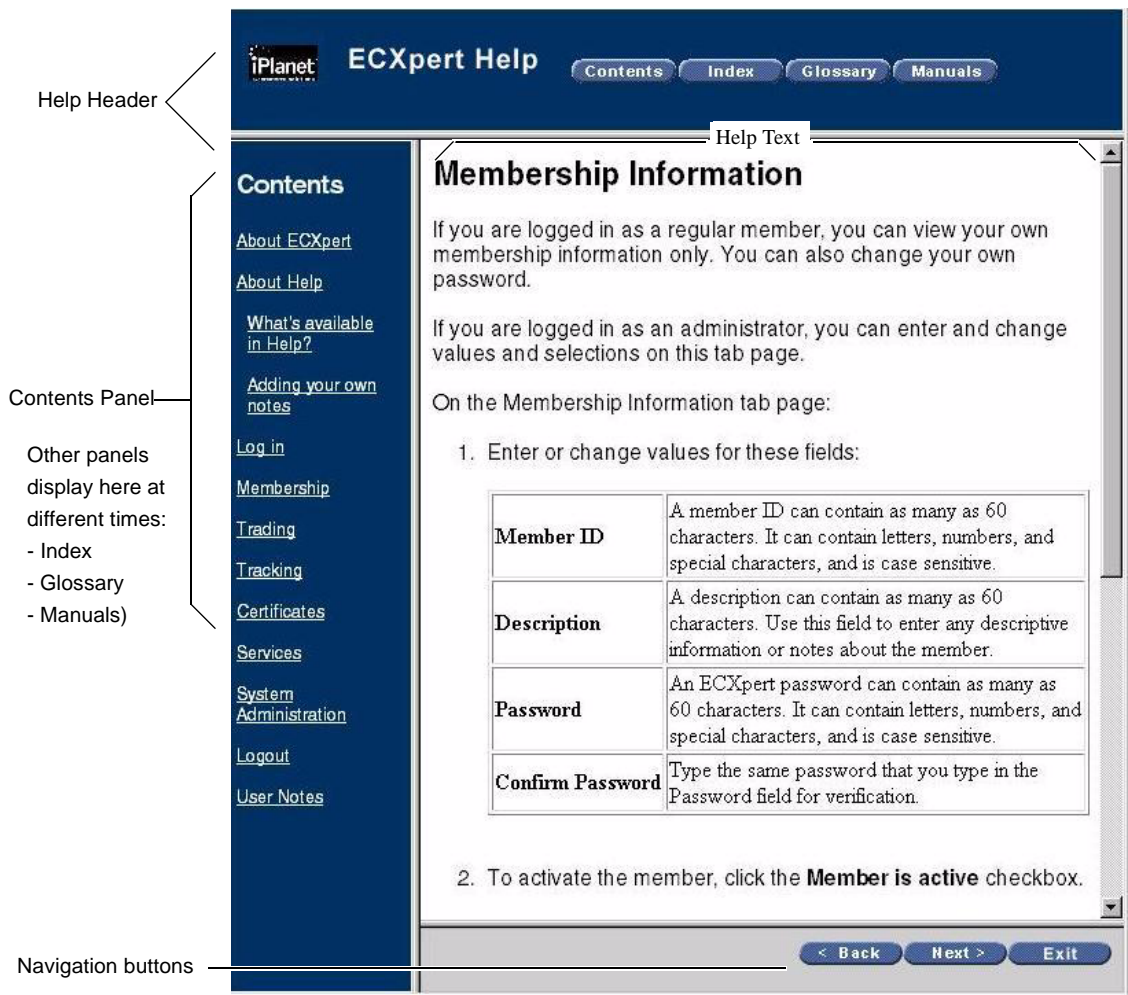 iPlanet
ECXpert Help
Contents
Index
Glossary
Manuals
Help Header
Help Text
Contents
About ECXpert
About Help
What's available
in Help?
Adding your own
notes
Log in
Membership
Trading
Tracking
Certificates
Services
System
Administration
Logout
User Notes
Contents Panel
Other panels
display here at
different times:
- Index
- Glossary
- Manuals)
Membership Information
If you are logged in as a regular member, you can view your own
membership information only. You can also change your own
password.
If you are logged in as an administrator, you can enter and change
values and selections on this tab page.
On the Membership Information tab page:
1. Enter or change values for these fields:
Member ID
A member ID can contain as many as 60
characters. It can contain letters, numbers, and
special characters, and is case sensitive.
Description
A description can contain as many as 60
characters. Use this field to enter any descriptive
information or notes about the member.
Password
An ECXpert password can contain as many as
60 characters. It can contain letters, numbers, and
special characters, and is case sensitive.
Confirm Password
Type the same password that you type in the
Password field for verification.
2. To activate the member, click the Member is active checkbox.
Navigation buttons
< Back
Next >
Exit